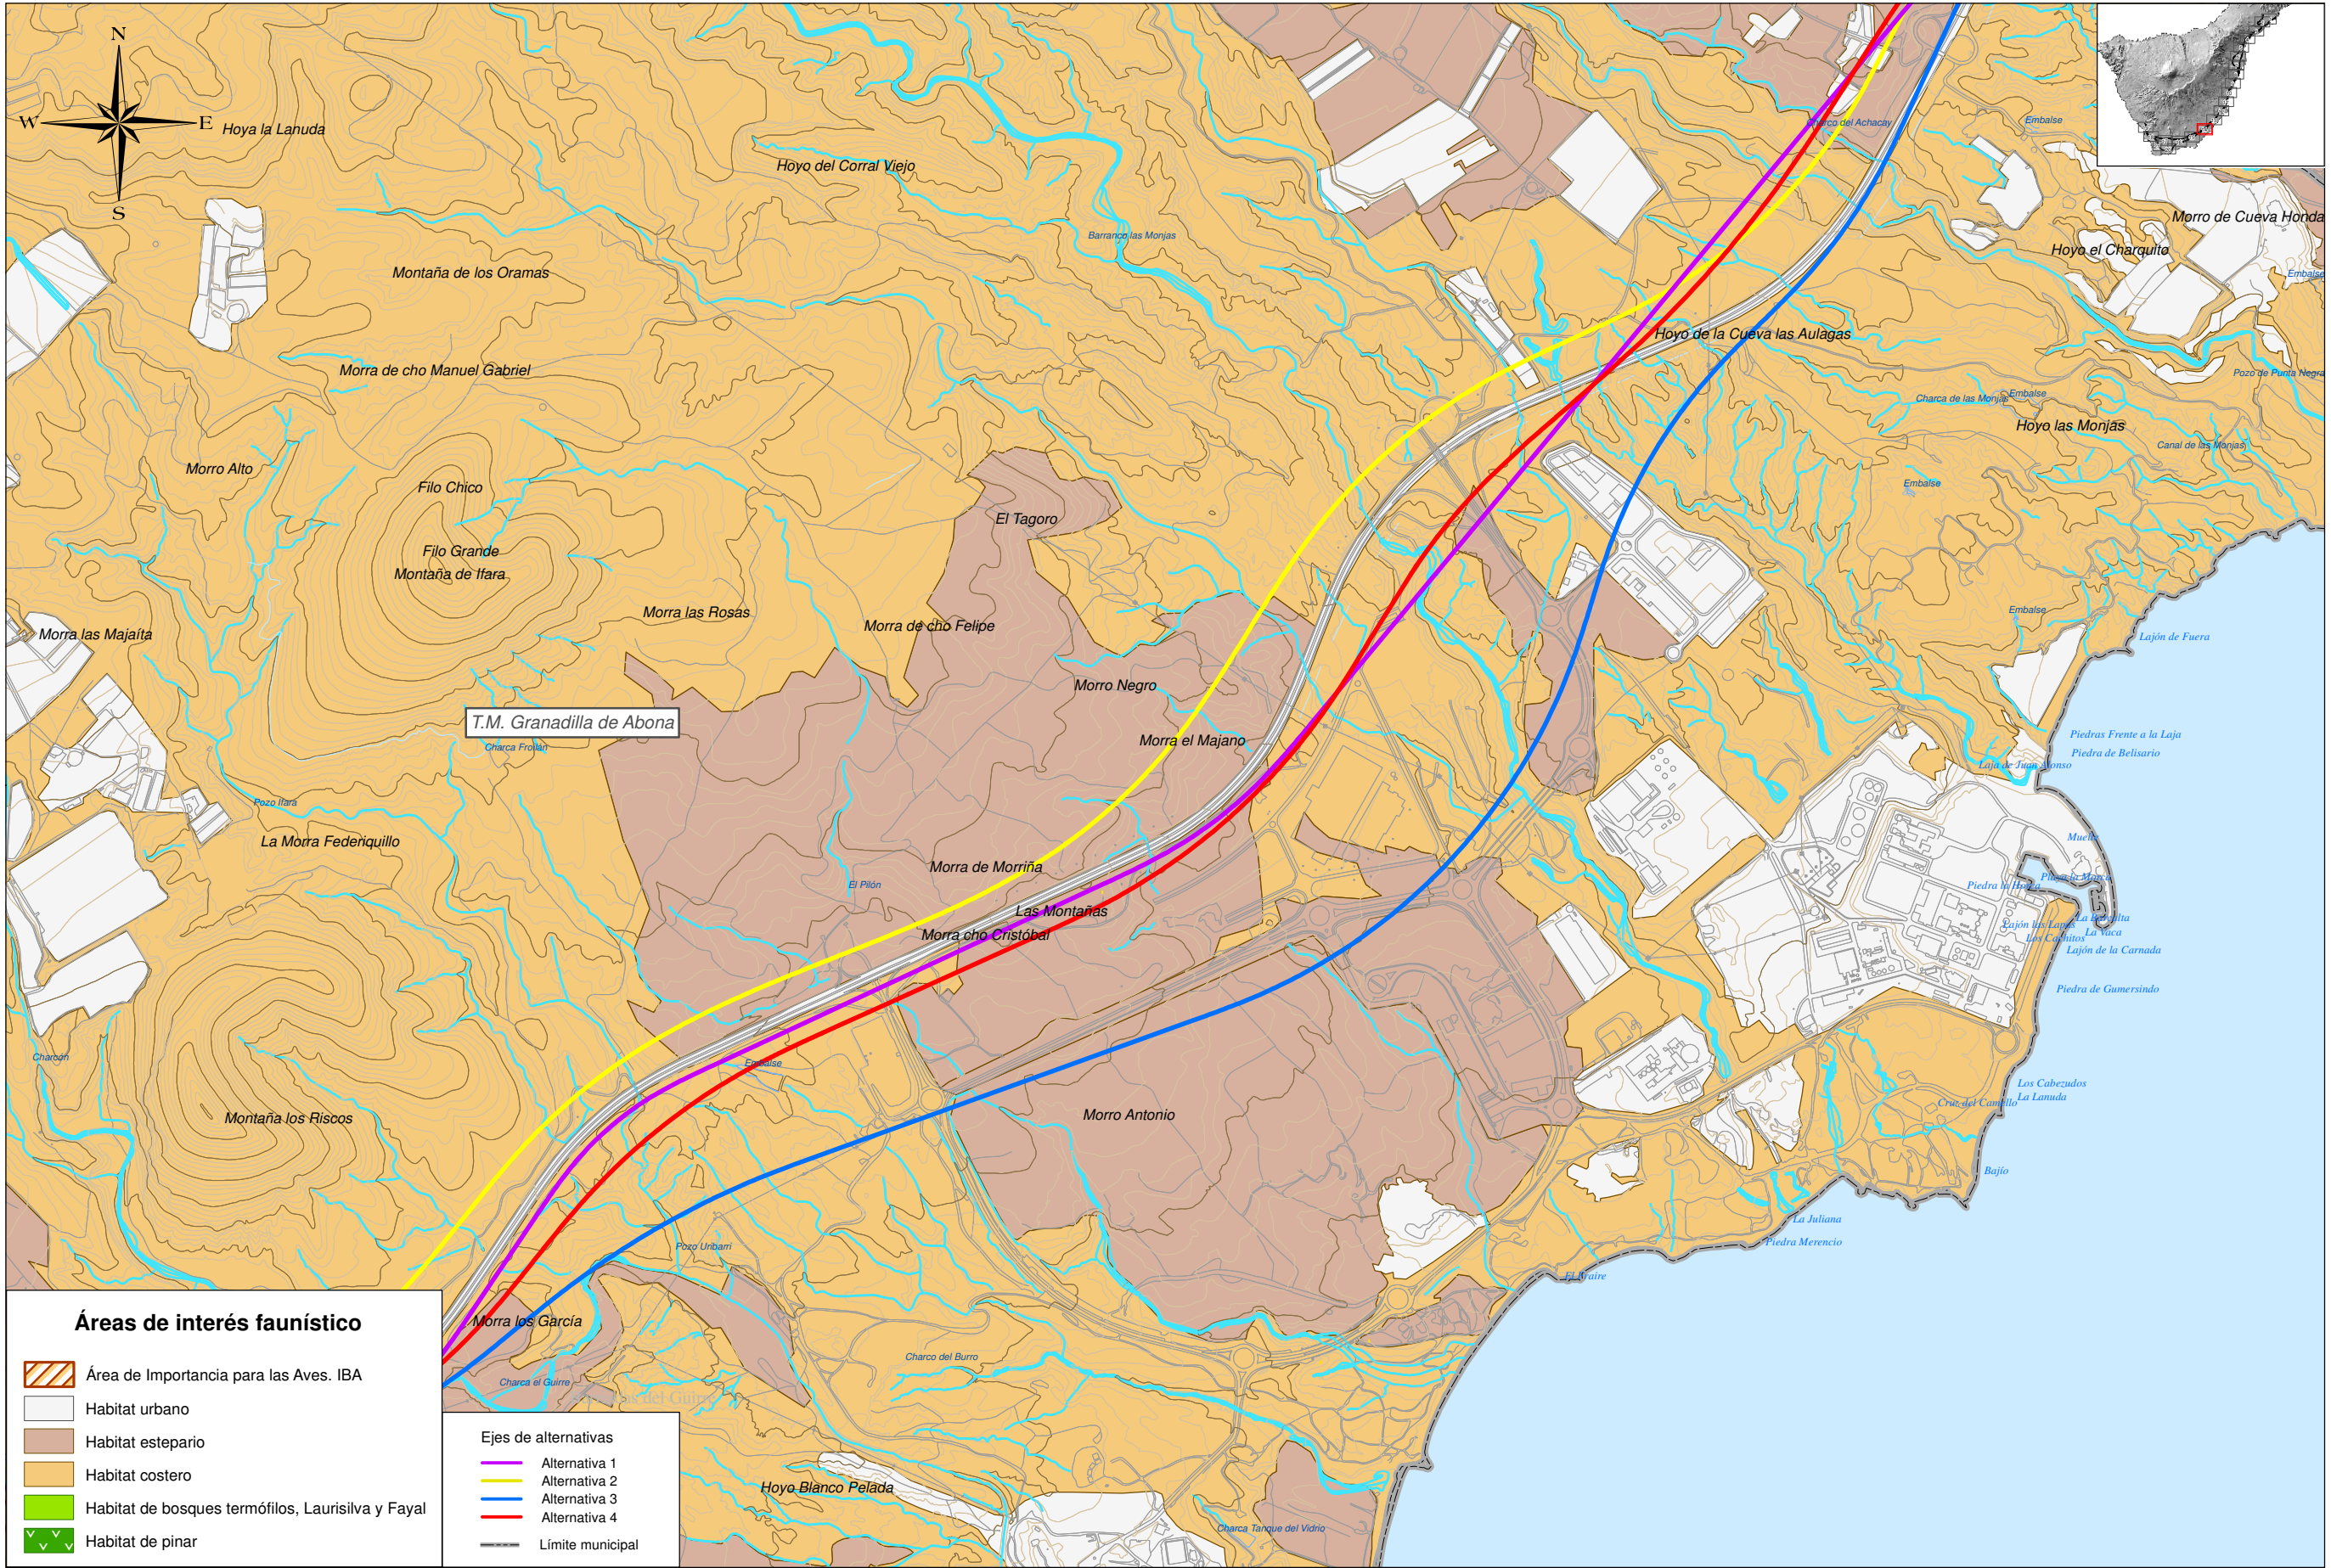 N
W
E
S
Hoya la Lanuda
Hoyo del Corral Viejo
Charco del Achacay
Embalse
Morro de Cueva Honda
Barranco las Monjas
Hoyo el Charquito
Montaña de los Oramas
Embalse
Hoyo de la Cueva las Aulagas
Morra de cho Manuel Gabriel
Pozo de Punta Negra
Charca de las Monjas
Embalse
Hoyo las Monjas
Canal de las Monjas
Morro Alto
Filo Chico
Embalse
El Tagoro
Filo Grande
Montaña de Ifara
Morra las Rosas
Embalse
Morra de cho Felipe
Morra las Majaíta
Lajón de Fuera
Morro Negro
T.M. Granadilla de Abona
Charca Froilán
Morra el Majano
Piedras Frente a la Laja
Piedra de Belisario
Laja de Juan Alonso
Pozo Ifara
La Morra Federiquillo
Muelle
Morra de Morriña
El Pilón
Playa la Morca
Las Montañas
Morra cho Cristóbal
La Vaca
Lajón de la Carnada
Piedra de Gumersindo
Charcón
Embalse
Los Cabezudos
La Lanuda
Cruz del Camello
Montaña los Riscos
Morro Antonio
Bajío
La Juliana
Piedra Merencio
Pozo Uribarri
Morra los García
Charco del Burro
Charca el Guirre
Hoyo Blanco Pelada
Charca Tanque del Vidrio
Áreas de interés faunístico
Área de Importancia para las Aves. IBA
Habitat urbano
Habitat estepario
Habitat costero
Habitat de bosques termófilos, Laurisilva y Fayal
Habitat de pinar
Ejes de alternativas
Alternativa 1
Alternativa 2
Alternativa 3
Alternativa 4
Límite municipal